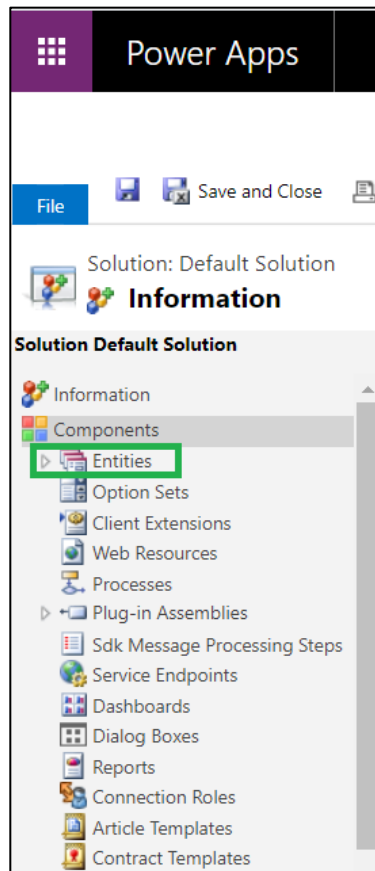 Power Apps
File
Save and Close
Solution: Default Solution
Information
Solution Default Solution
Information
Components
Entities
Option Sets
Client Extensions
Web Resources
Processes
Plug-in Assemblies
Sdk Message Processing Steps
Service Endpoints
Dashboards
Dialog Boxes
Reports
Connection Roles
Article Templates
Contract Templates